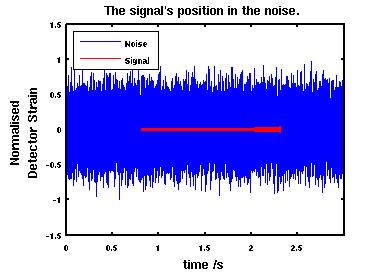 The signal's position in the noise.
1.5
Noise
Signal
1
0.5
0
-0.5
-1
-1.5
Normalised
Detector Strain
0 0.5 1 1.5 2 2.5
time /s